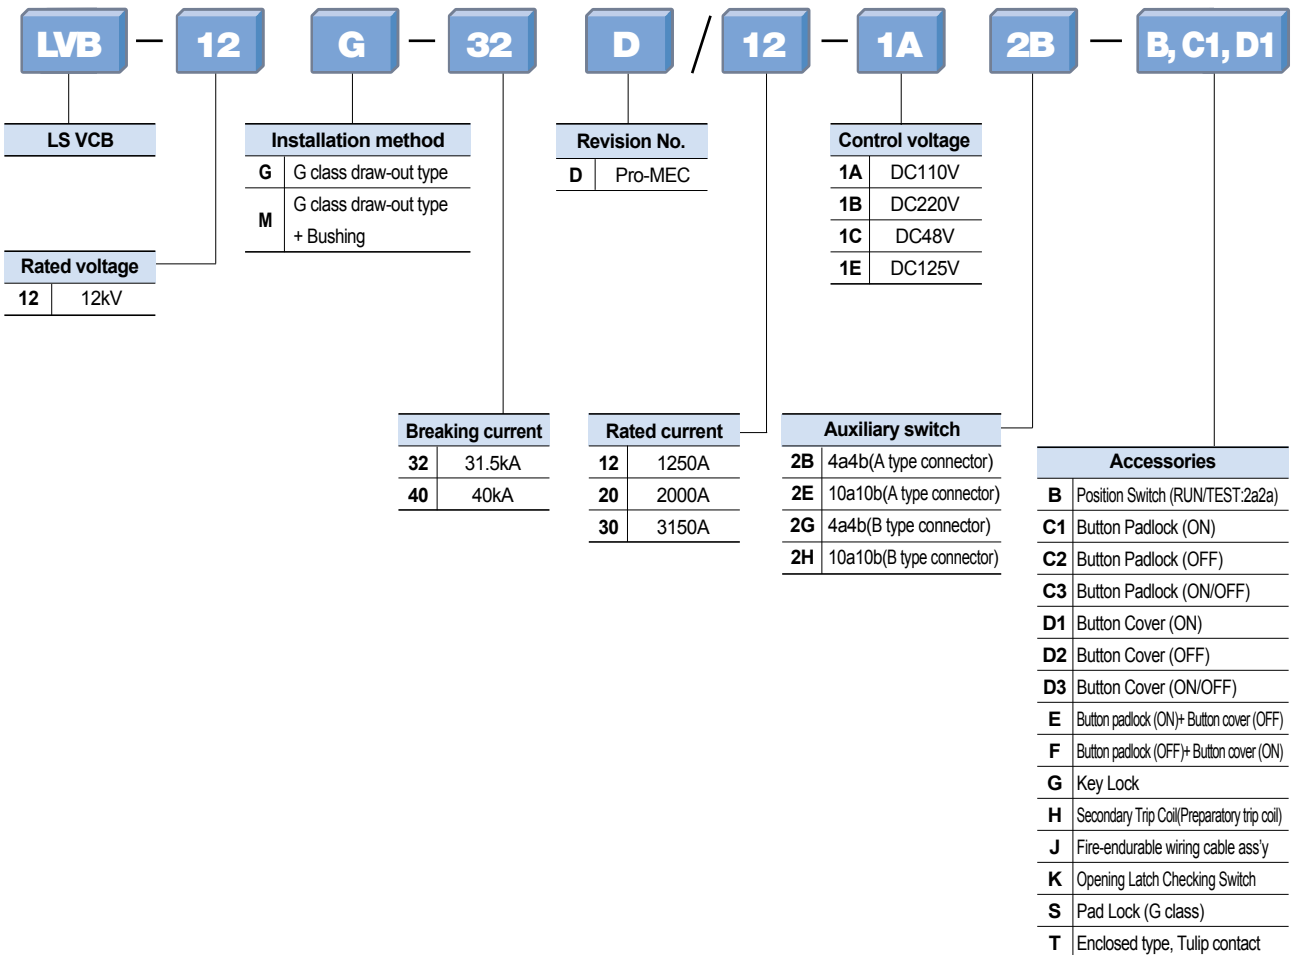 LVB – 12 G – 32 D / 12 – 1A 2B – B, C1, D1
LS VCB
Rated voltage
12 12kV
Installation method
G G class draw-out type
M G class draw-out type
+ Bushing
Revision No.
D Pro-MEC
Control voltage
1A DC110V
1B DC220V
1C DC48V
1E DC125V
Breaking current
32 31.5kA
40 40kA
Rated current
12 1250A
20 2000A
30 3150A
Auxiliary switch
2B 4a4b(A type connector)
2E 10a10b(A type connector)
2G 4a4b(B type connector)
2H 10a10b(B type connector)
Accessories
B Position Switch (RUN/TEST:2a2a)
C1 Button Padlock (ON)
C2 Button Padlock (OFF)
C3 Button Padlock (ON/OFF)
D1 Button Cover (ON)
D2 Button Cover (OFF)
D3 Button Cover (ON/OFF)
E Button padlock (ON)+ Button cover (OFF)
F Button padlock (OFF)+ Button cover (ON)
G Key Lock
H Secondary Trip Coil(Preparatory trip coil)
J Fire-endurable wiring cable ass'y
K Opening Latch Checking Switch
S Pad Lock (G class)
T Enclosed type, Tulip contact